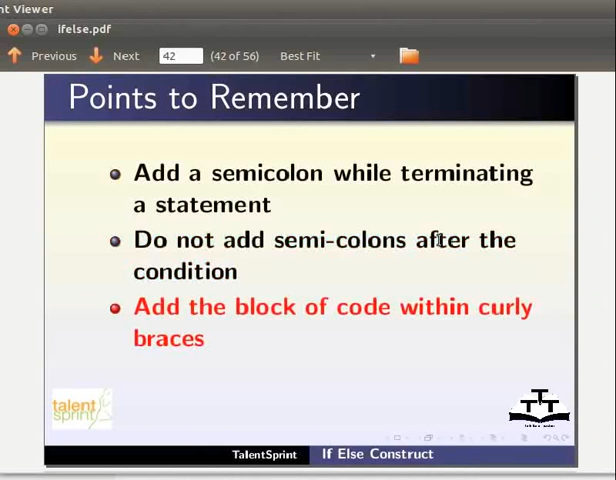 nt Viewer
ifelse.pdf
Previous Next 42 (42 of 56) Best Fit
Points to Remember
Add a semicolon while terminating
a statement
Do not add semi-colons after the
condition
Add the block of code within curly
braces
talent
sprint
TTT
TalentSprint If Else Construct